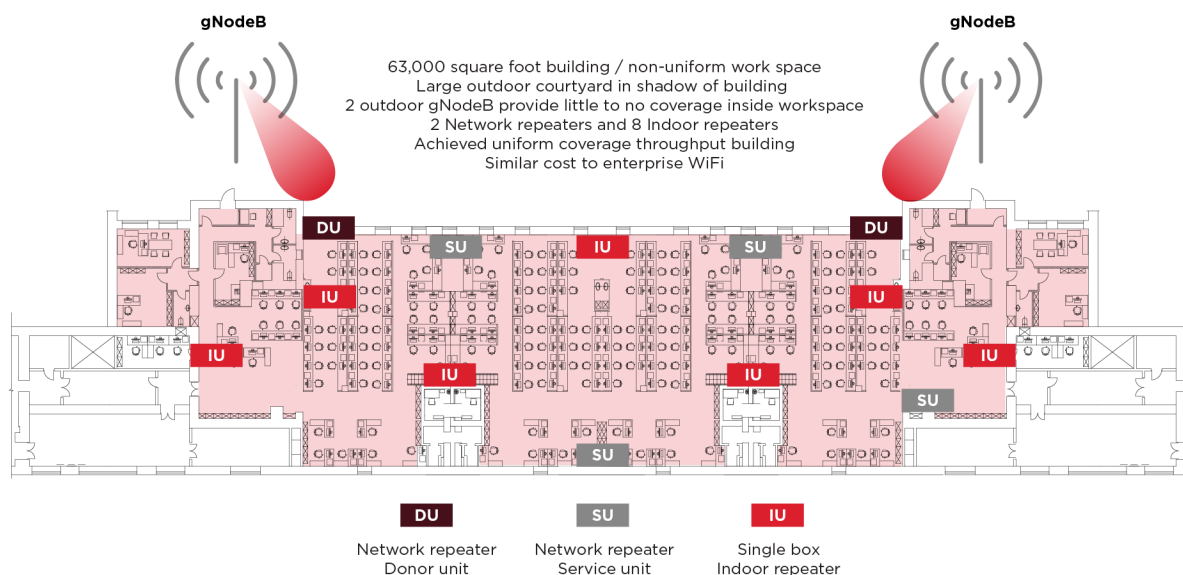 gNodeB
gNodeB
63,000 square foot building / non-uniform work space
Large outdoor courtyard in shadow of building
2 outdoor gNodeB provide little to no coverage inside workspace
2 Network repeaters and 8 Indoor repeaters
Achieved uniform coverage throughput building
Similar cost to enterprise WiFi
DU
DU
SU
IU
SU
IU
IU
IU
IU
IU
IU
SU
SU
DU
SU
IU
Network repeater
Donor unit
Network repeater
Service unit
Single box
Indoor repeater